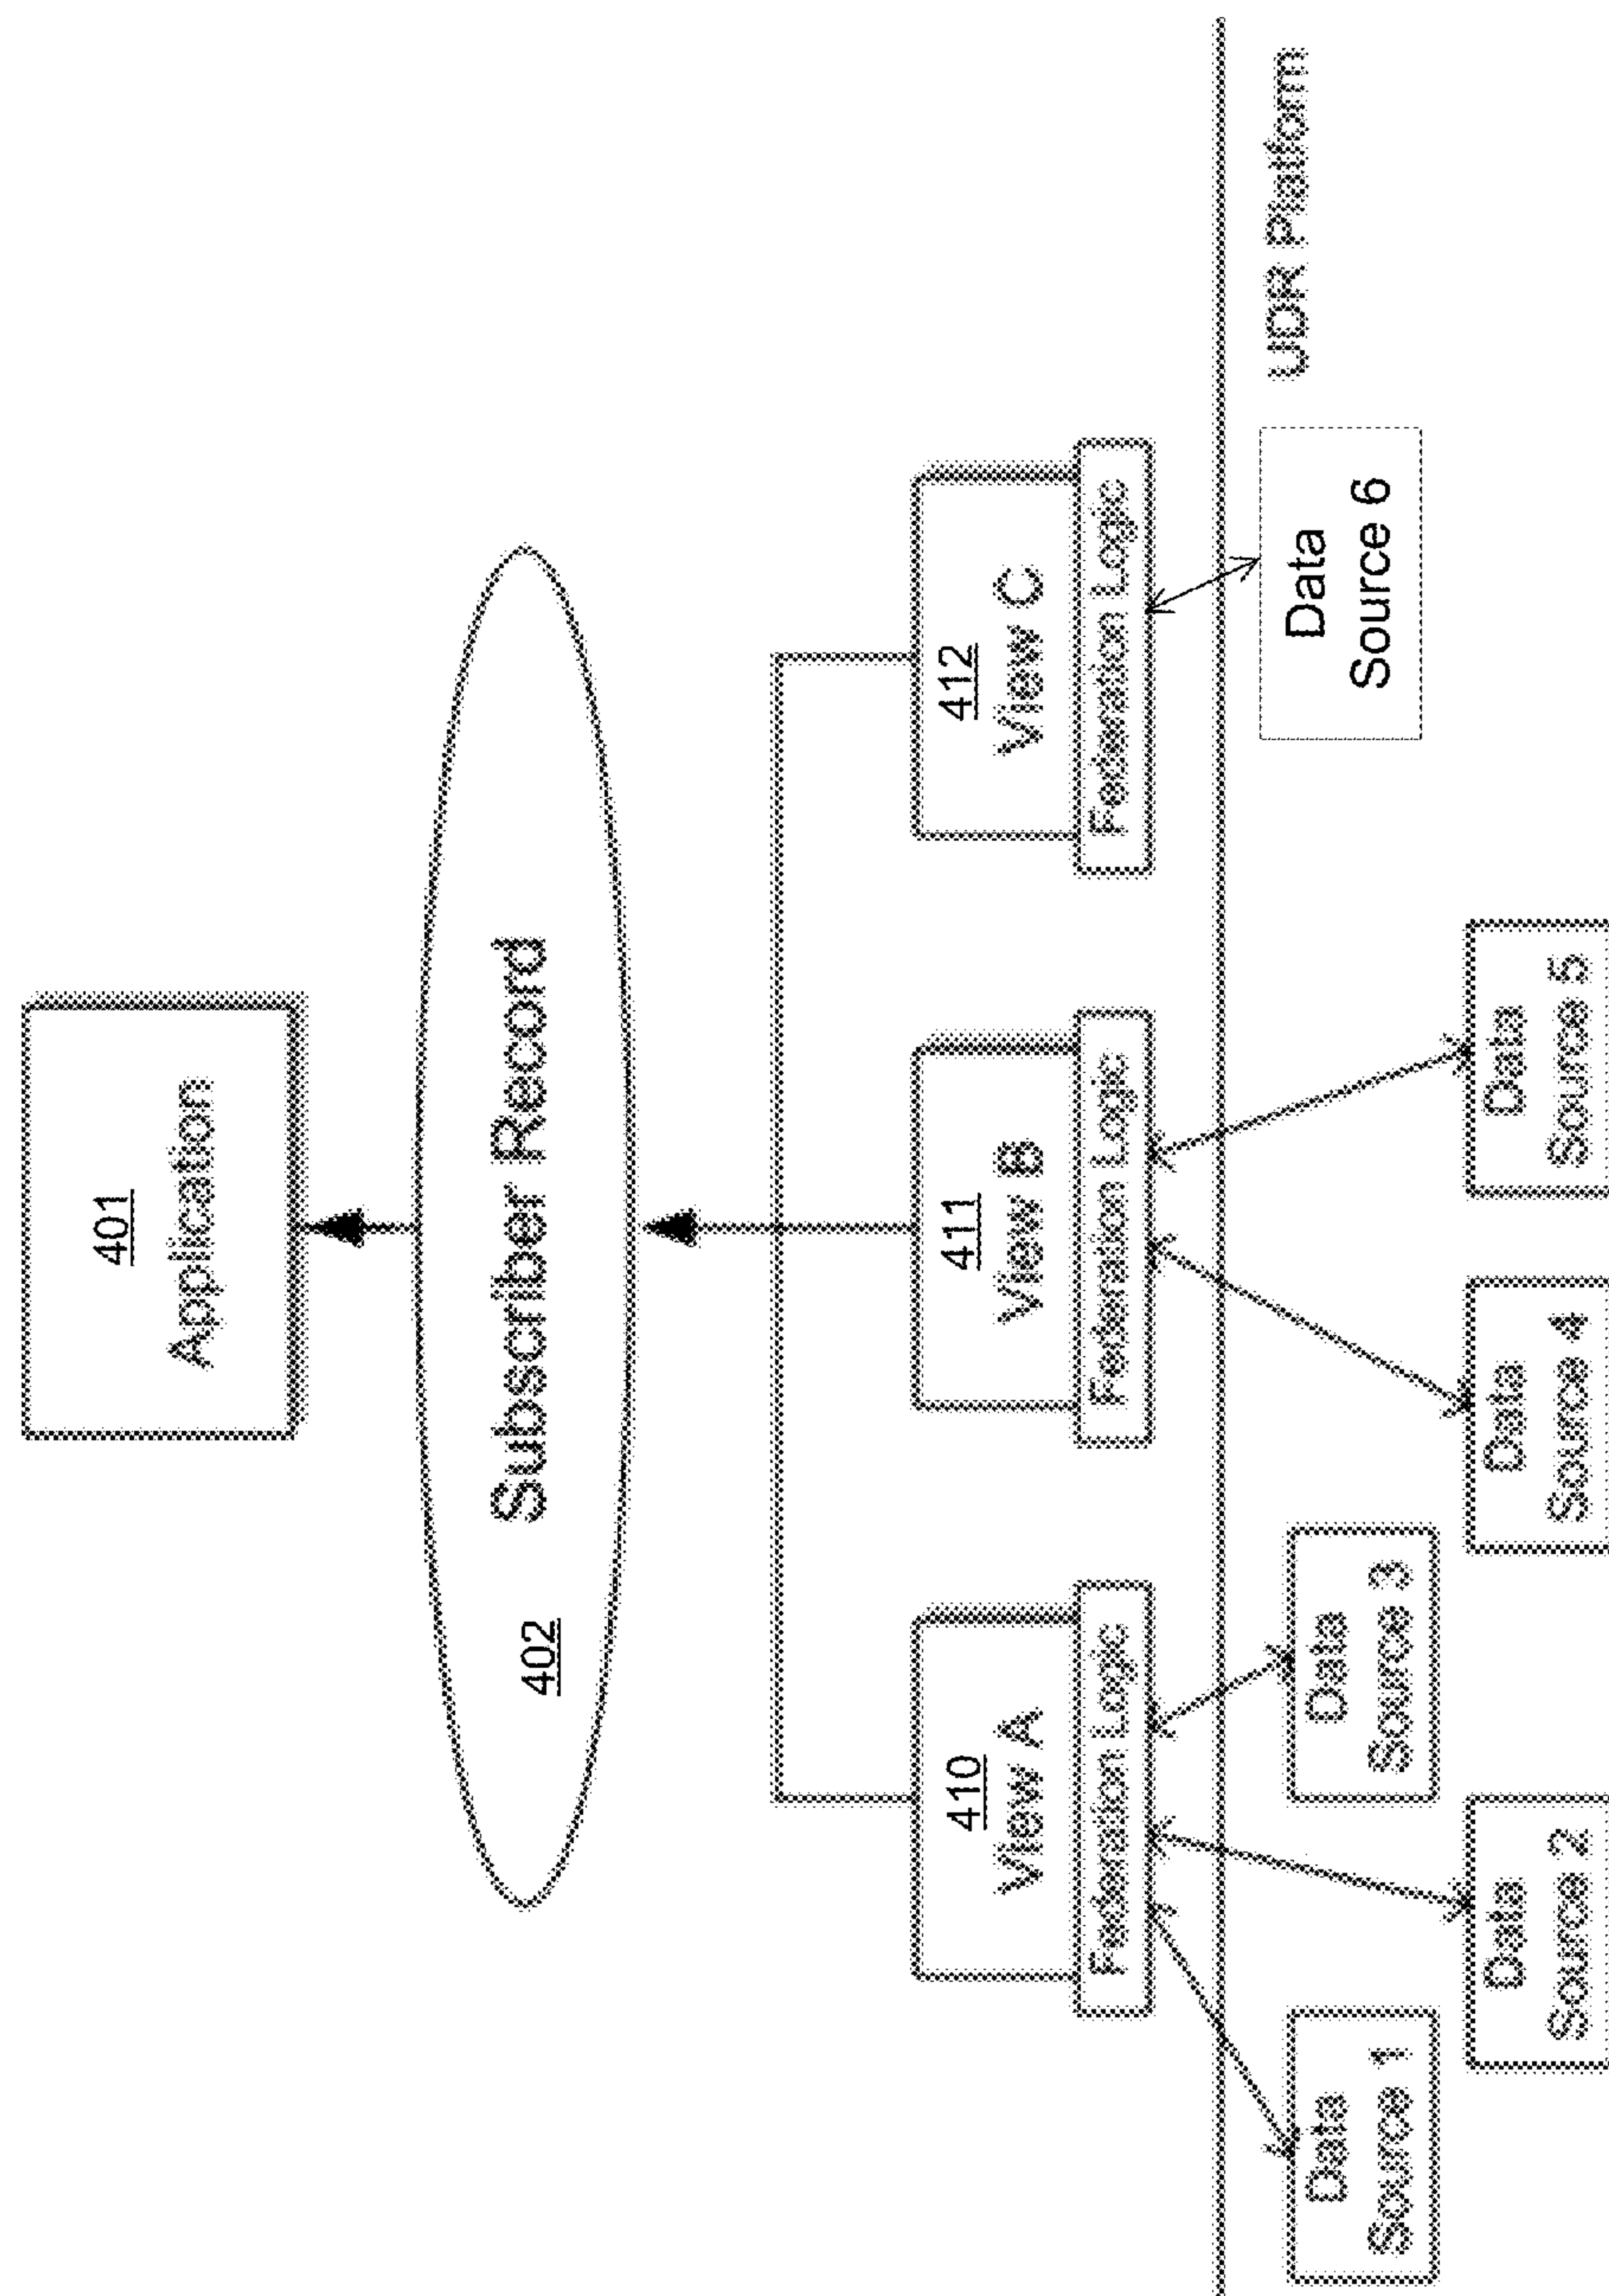 401
Application
Subscriber Record
402
410
View A
Federation Logic
411
View B
Federation Logic
412
View C
Federation Logic
UDR Platform
Data
Source 1
Data
Source 2
Data
Source 3
Data
Source 4
Data
Source 5
Data
Source 6